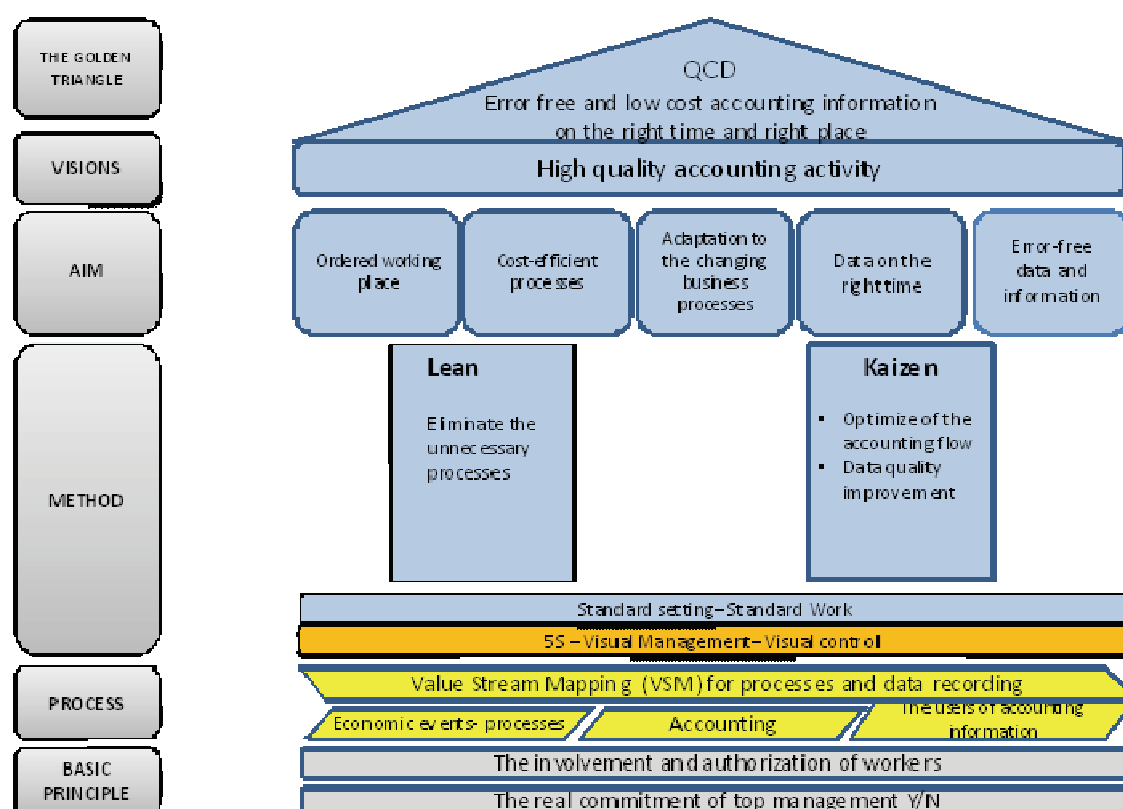 THE GOLDEN
TRIANGLE
QCD
Error free and low cost accounting information
on the right time and right place
VISIONS
High quality accounting activity
AIM
Ordered working
place
Cost-efficient
processes
Adaptation to
the changing
business
processes
Data on the
right time
Error-free
data and
information
METHOD
Lean
Eliminate the
unnecessary
processes
Kaizen
▪ Optimize of the
accounting flow
▪ Data quality
improvement
Standard setting–Standard Work
5S – Visual Management– Visual controll
PROCESS
Value Stream Mapping (VSM) for processes and data recording
Economic events- processes
Accounting
The users of accounting
information
BASIC
PRINCIPLE
The involvement and authorization of workers
The real commitment of top management Y/N